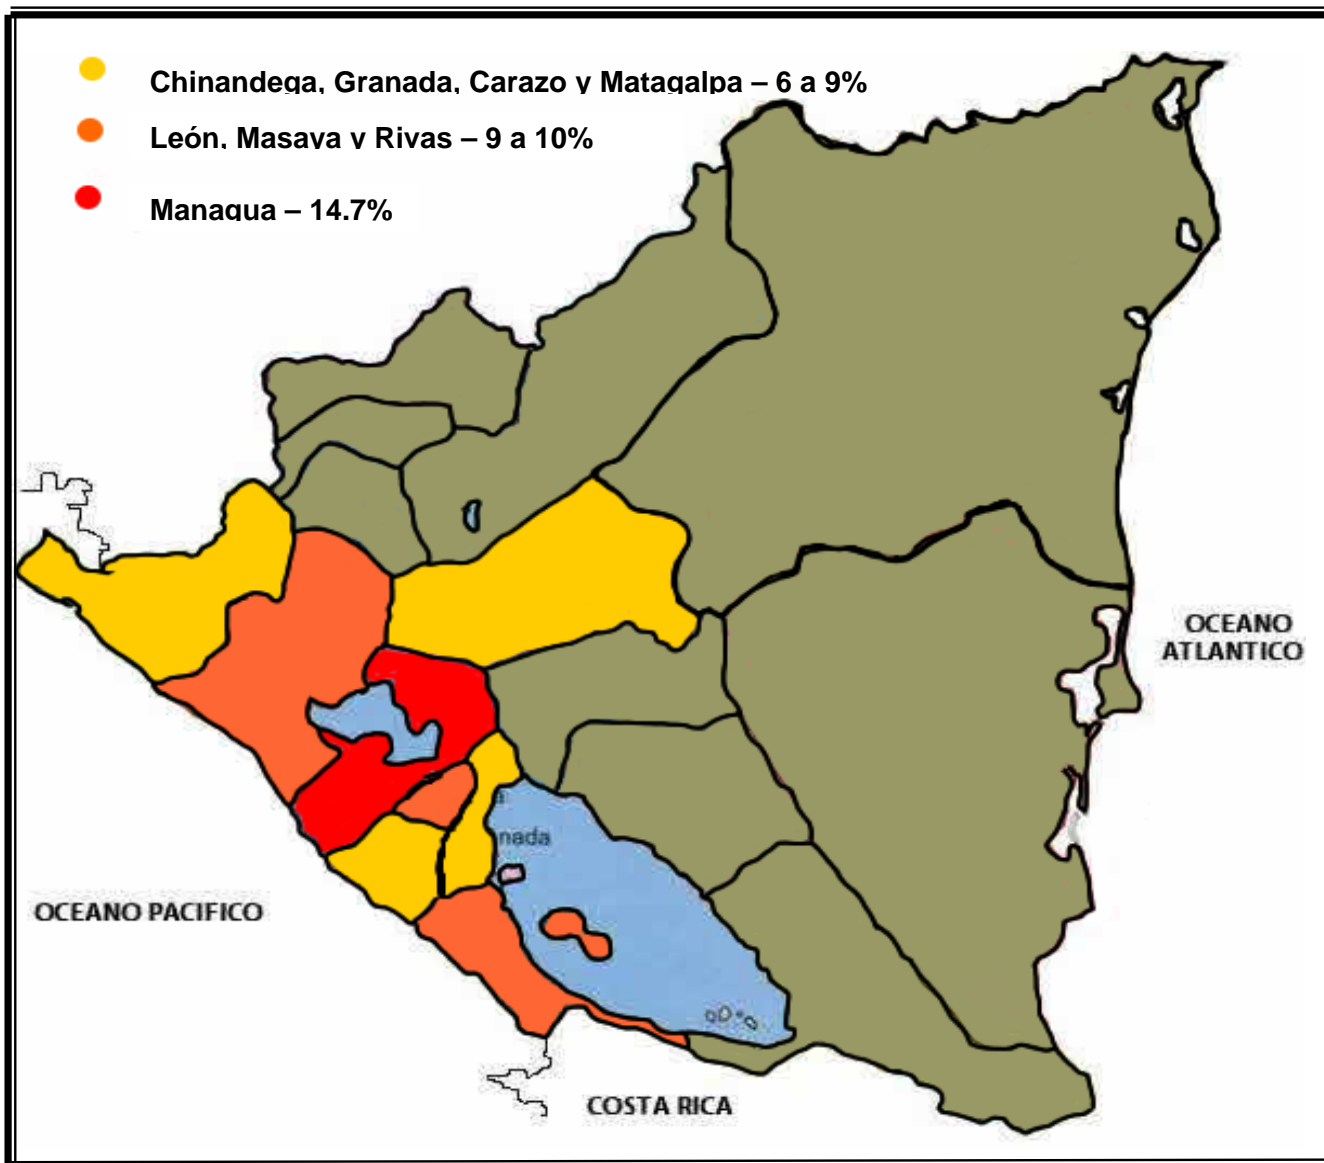 Chinandega, Granada, Carazo y Matagalpa – 6 a 9%
León, Masaya y Rivas – 9 a 10%
Managua – 14.7%
OCEANO
ATLANTICO
a
nada
OCEANO PACIFICO
COSTA RICA